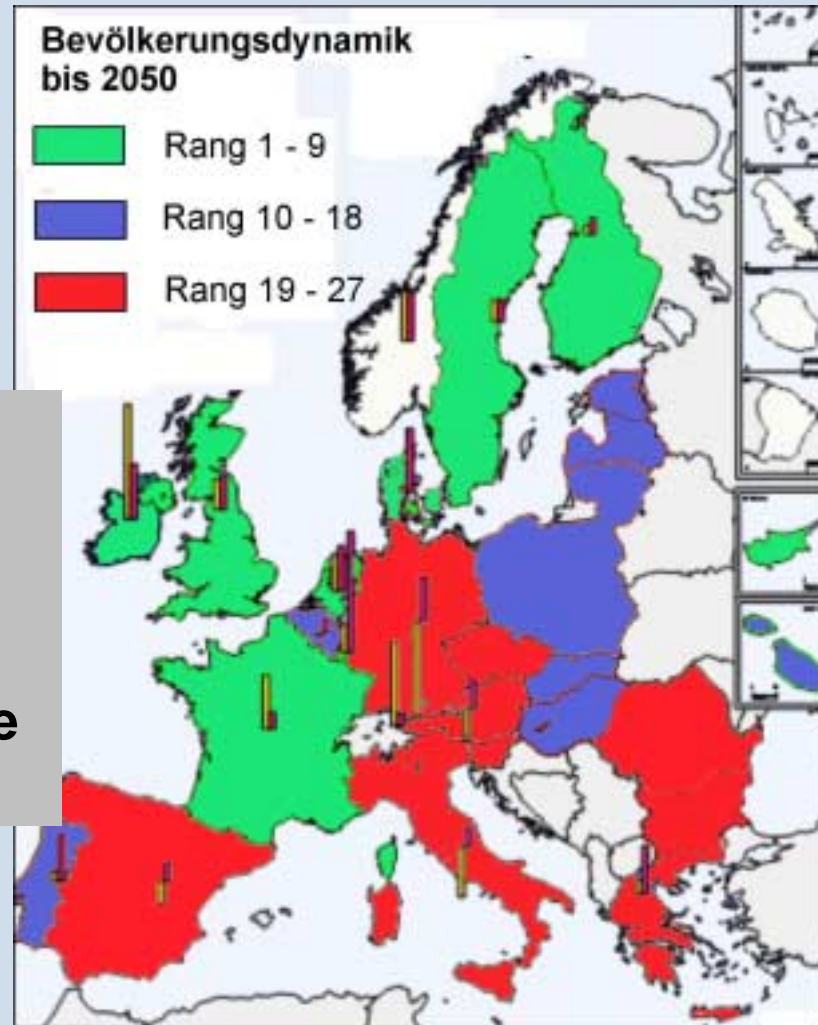 Bevölkerungsdynamik
bis 2050
Rang 1 - 9
Rang 10 - 18
Rang 19 - 27
e